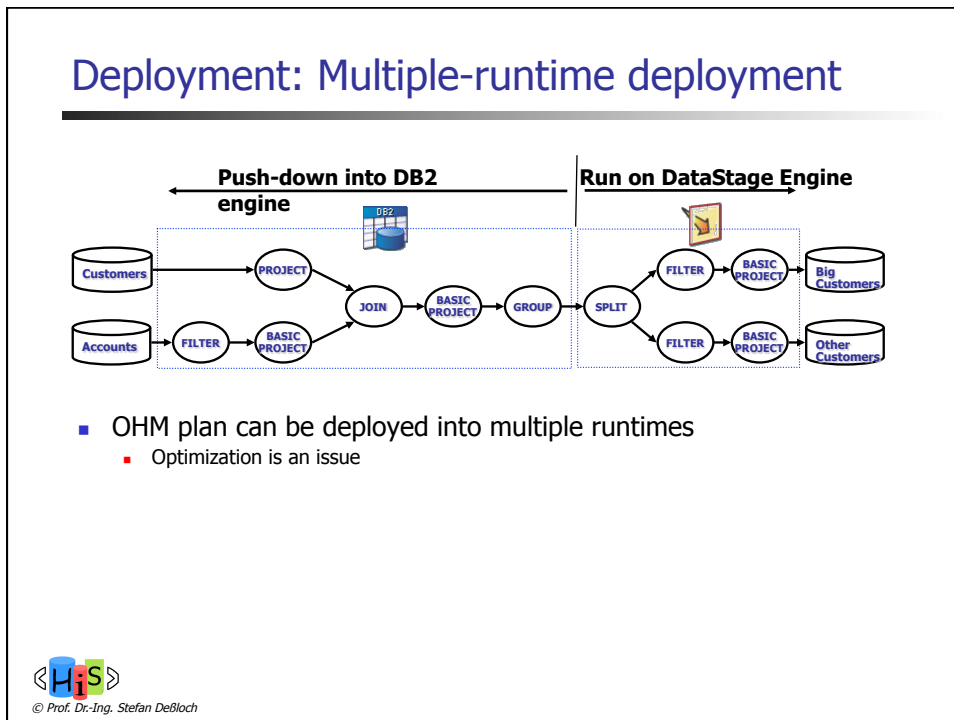 Deployment: Multiple-runtime deployment
Push-down into DB2
engine
Run on DataStage Engine
DB2
Customers
PROJECT
JOIN
BASIC
PROJECT
GROUP
SPLIT
FILTER
BASIC
PROJECT
Big
Customers
Accounts
FILTER
BASIC
PROJECT
FILTER
BASIC
PROJECT
Other
Customers
OHM plan can be deployed into multiple runtimes
Optimization is an issue
HiS
© Prof. Dr.-Ing. Stefan Deßloch